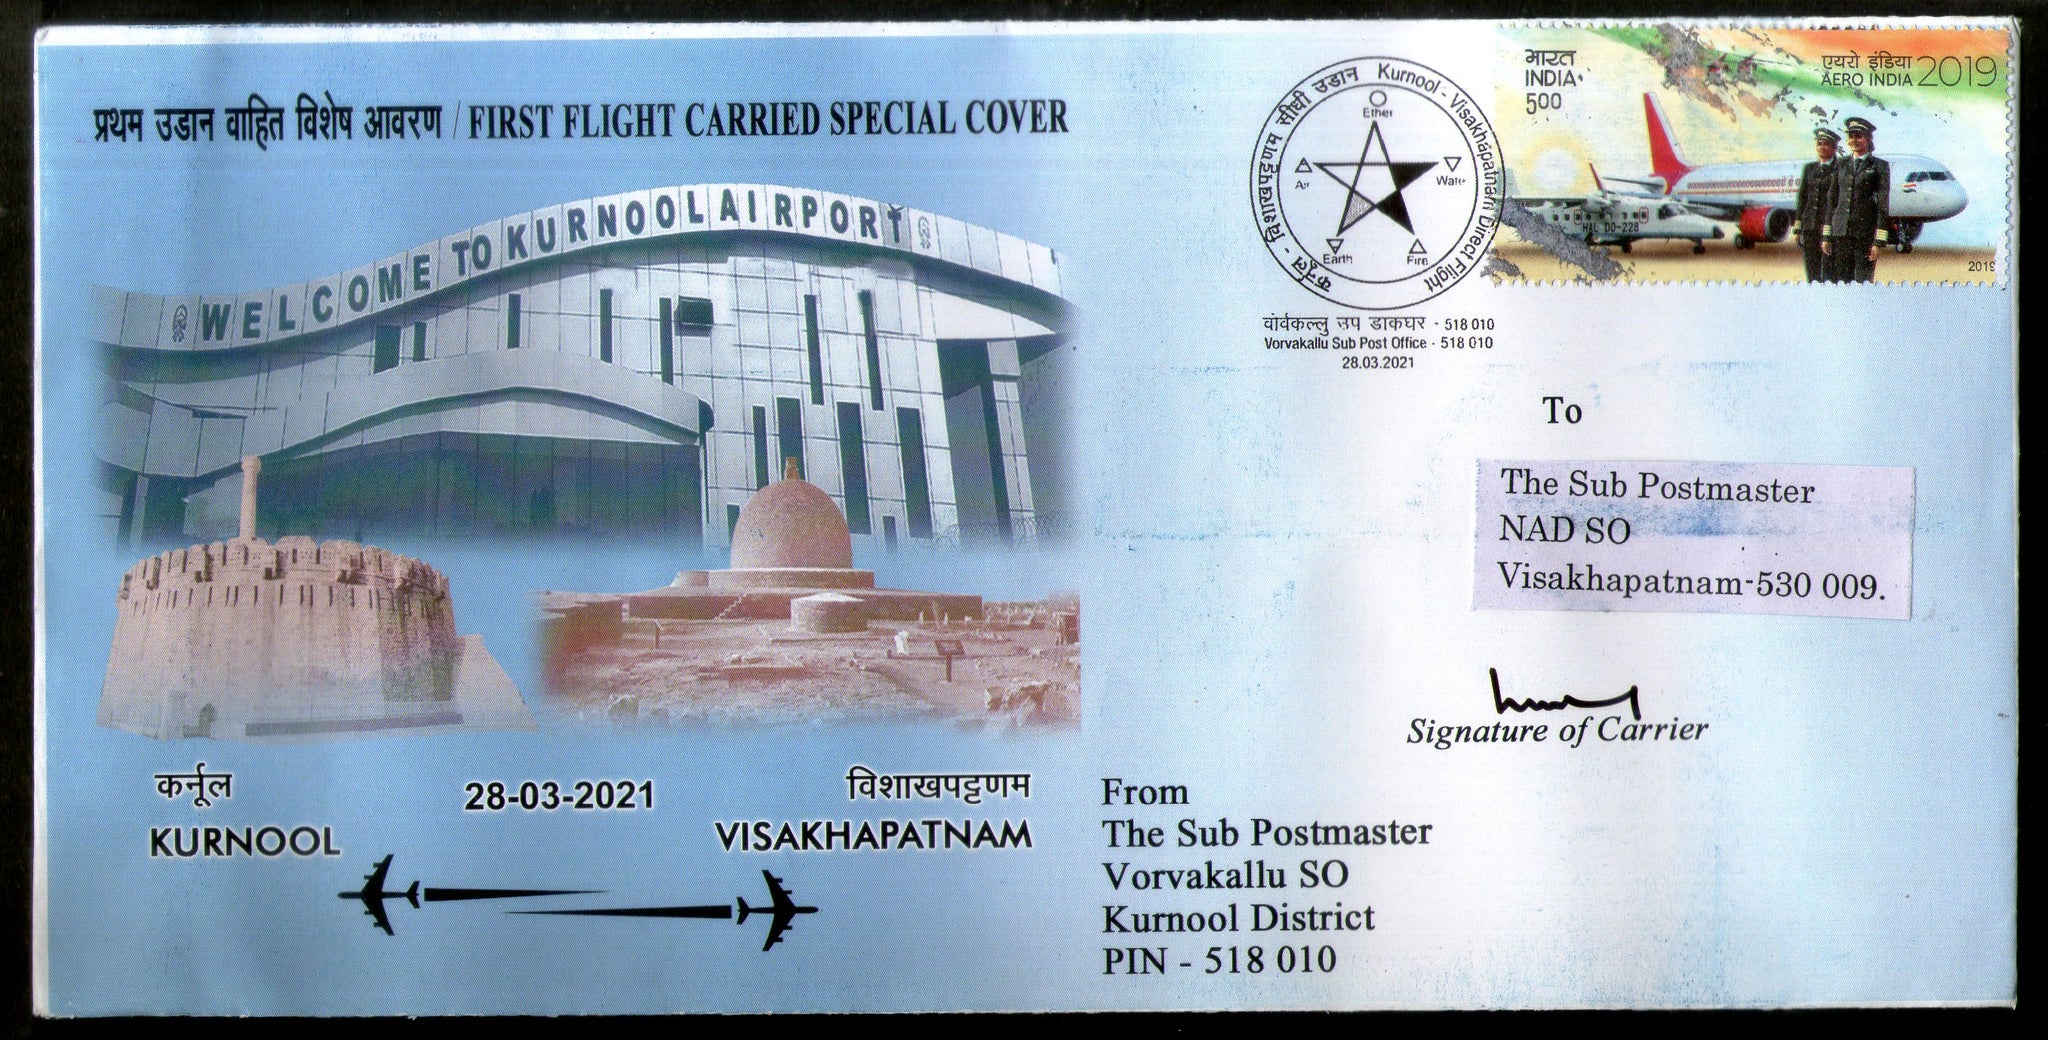 प्रथम उडान वाहित विशेष आवरण / FIRST FLIGHT CARRIED SPECIAL COVER
WELCOME TO KURNOOL AIRPORT
कर्नूल - विशाखपट्टणम सीधी उडान Kurnool - Visakhapatnam Direct Flight
Ether
Air
Water
Earth
Fire
वोर्वकल्लु उप डाकघर - 518 010
Vorvakallu Sub Post Office - 518 010
28.03.2021
भारत
INDIA
500
एयरो इंडिया
AERO INDIA 2019
HAL DO-228
2019
To
The Sub Postmaster
NAD SO
Visakhapatnam-530 009.
Signature of Carrier
कर्नूल
KURNOOL
28-03-2021
विशाखपट्टणम
VISAKHAPATNAM
From
The Sub Postmaster
Vorvakallu SO
Kurnool District
PIN - 518 010